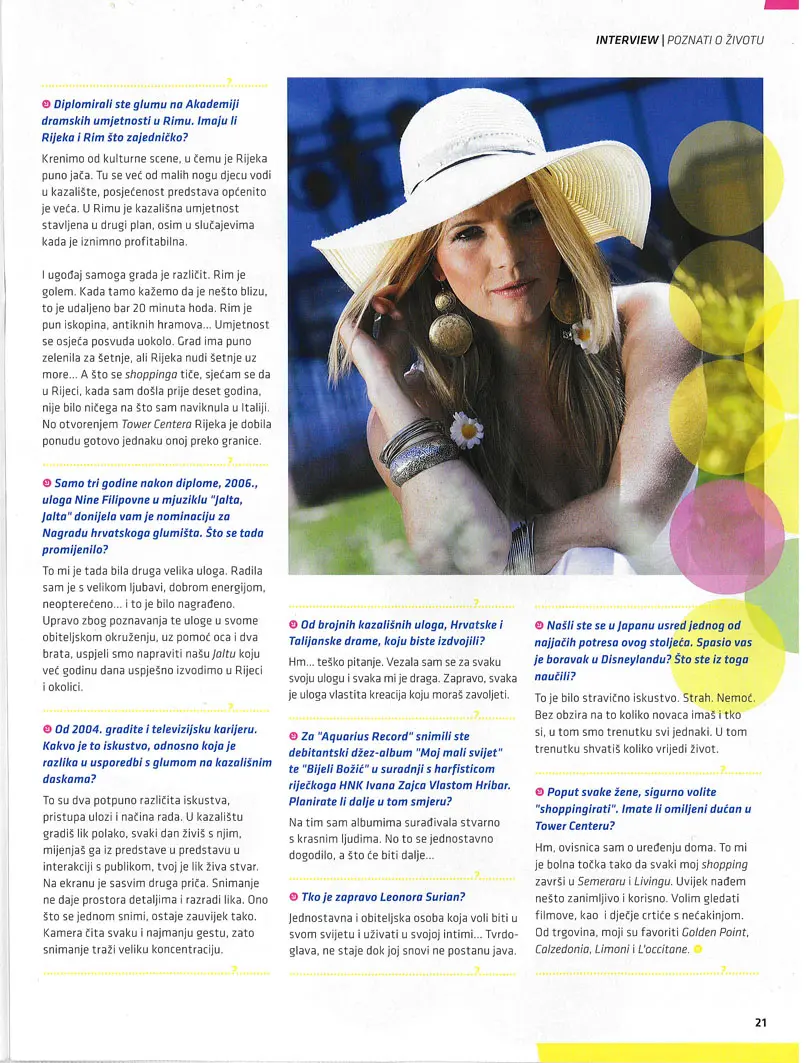 INTERVIEW | POZNATI O ŽIVOTU
Diplomirali ste glumu na Akademiji
dramskih umjetnosti u Rimu. Imaju li
Rijeka i Rim što zajedničko?
Krenimo od kulturne scene, u čemu je Rijeka
puno jača. Tu se već od malih nogu djecu vodi
u kazalište, posjećenost predstava općenito
je veća. U Rimu je kazališna umjetnost
stavljena u drugi plan, osim u slučajevima
kada je iznimno profitabilna.
I ugođaj samoga grada je različit. Rim je
golem. Kada tamo kažemo da je nešto blizu,
to je udaljeno bar 20 minuta hoda. Rim je
pun iskopina, antiknih hramova... Umjetnost
se osjeća posvuda uokolo. Grad ima puno
zelenila za šetnje, ali Rijeka nudi šetnje uz
more... A što se shoppinga tiče, sjećam se da
u Rijeci, kada sam došla prije deset godina,
nije bilo ničega na što sam naviknula u Italiji.
No otvorenjem Tower Centera Rijeka je dobila
ponudu gotovo jednaku onoj preko granice.
Samo tri godine nakon diplome, 2006.,
uloga Nine Filipovne u mjuziklu "Jalta,
Jalta" donijela vam je nominaciju za
Nagradu hrvatskoga glumišta. Što se tada
promijenilo?
To mi je tada bila druga velika uloga. Radila
sam je s velikom ljubavi, dobrom energijom,
neopterećeno... i to je bilo nagrađeno.
Upravo zbog poznavanja te uloge u svome
obiteljskom okruženju, uz pomoć oca i dva
brata, uspjeli smo napraviti našu Jaltu koju
već godinu dana uspješno izvodimo u Rijeci
i okolici.
Od 2004. gradite i televizijsku karijeru.
Kakvo je to iskustvo, odnosno koja je
razlika u usporedbi s glumom na kazališnim
daskama?
To su dva potpuno različita iskustva,
pristupa ulozi i načina rada. U kazalištu
gradiš lik polako, svaki dan živiš s njim,
mijenjaš ga iz predstave u predstavu u
interakciji s publikom, tvoj je lik živa stvar.
Na ekranu je sasvim druga priča. Snimanje
ne daje prostora detaljima i razradi lika. Ono
što se jednom snimi, ostaje zauvijek tako.
Kamera čita svaku i najmanju gestu, zato
snimanje traži veliku koncentraciju.
Od brojnih kazališnih uloga, Hrvatske i
Talijanske drame, koju biste izdvojili?
Hm... teško pitanje. Vezala sam se za svaku
svoju ulogu i svaka mi je draga. Zapravo, svaka
je uloga vlastita kreacija koju moraš zavoljeti.
Za "Aquarius Record" snimili ste
debitantski džez-album "Moj mali svijet"
te "Bijeli Božić" u suradnji s harfisticom
riječkoga HNK Ivana Zajca Vlastom Hribar.
Planirate li dalje u tom smjeru?
Na tim sam albumima surađivala stvarno
s krasnim ljudima. No to se jednostavno
dogodilo, a što će biti dalje...
Tko je zapravo Leonora Surian?
Jednostavna i obiteljska osoba koja voli biti u
svom svijetu i uživati u svojoj intimi... Tvrdo-
glava, ne staje dok joj snovi ne postanu java.
Našli ste se u Japanu usred jednog od
najjačih potresa ovog stoljeća. Spasio vas
je boravak u Disneylandu? Što ste iz toga
naučili?
To je bilo stravično iskustvo. Strah. Nemoć.
Bez obzira na to koliko novaca imaš i tko
si, u tom smo trenutku svi jednaki. U tom
trenutku shvatiš koliko vrijedi život.
Poput svake žene, sigurno volite
"shoppingirati". Imate li omiljeni dućan u
Tower Centeru?
Hm, ovisnica sam o uređenju doma. To mi
je bolna točka tako da svaki moj shopping
završi u Semeraru i Livingu. Uvijek nađem
nešto zanimljivo i korisno. Volim gledati
filmove, kao i dječje crtiće s nećakinjom.
Od trgovina, moji su favoriti Golden Point,
Calzedonia, Limoni i L'occitane.
21